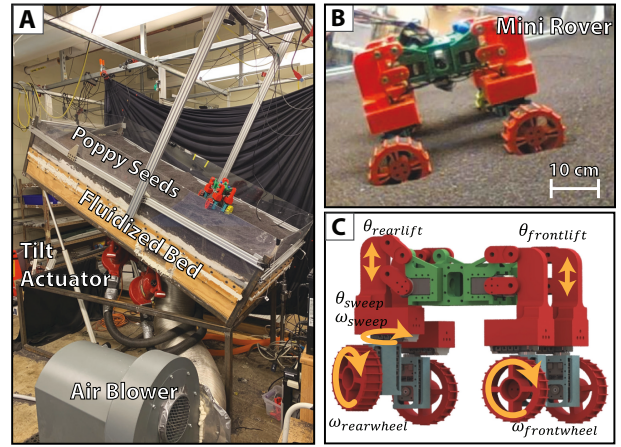 A
Poppy Seeds
Fluidized Bed
Tilt
Actuator
Air Blower
B
Mini Rover
10 cm
C
θrearlift
θfrontlift
θsweep
ωsweep
ωrearwheel
ωfrontwheel